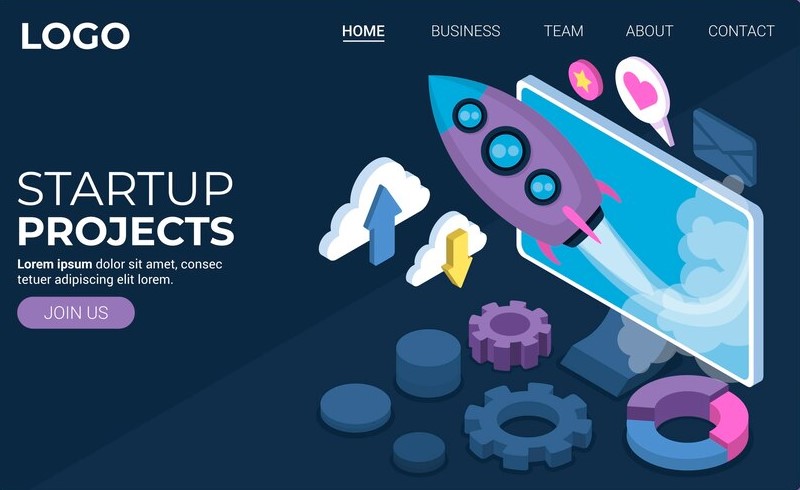 LOGO
HOME BUSINESS TEAM ABOUT CONTACT
STARTUP
PROJECTS
Lorem ipsum dolor sit amet, consec
tetuer adipiscing elit lorem.
JOIN US